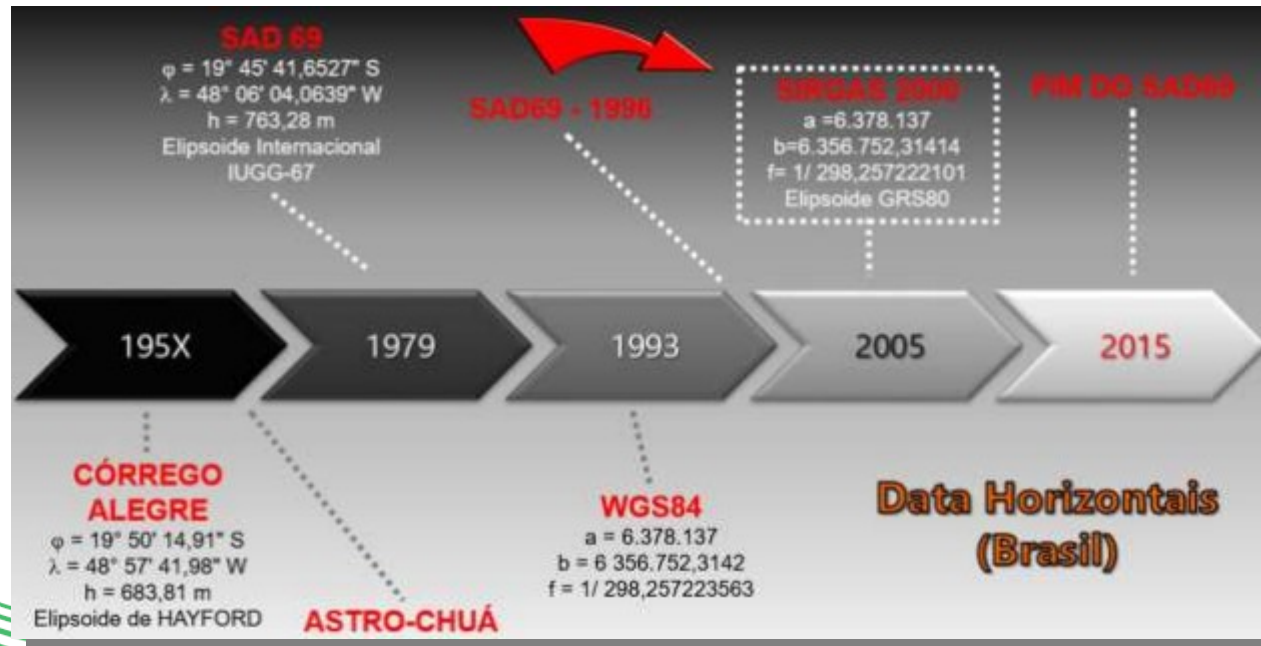 SAD 69
φ = 19° 45' 41,6527" S
λ = 48° 06' 04,0639" W
h = 763,28 m
Elipsoide Internacional
IUGG-67
SAD69 - 1996
SIRGAS 2000
a =6.378.137
b=6.356.752,31414
f= 1/ 298,257222101
Elipsoide GRS80
FIM DO SAD69
195X
1979
1993
2005
2015
CÓRREGO
ALEGRE
φ = 19° 50' 14,91" S
λ = 48° 57' 41,98" W
h = 683,81 m
Elipsoide de HAYFORD
ASTRO-CHUÁ
WGS84
a = 6.378.137
b = 6 356.752,3142
f = 1/ 298,257223563
Data Horizontais
(Brasil)